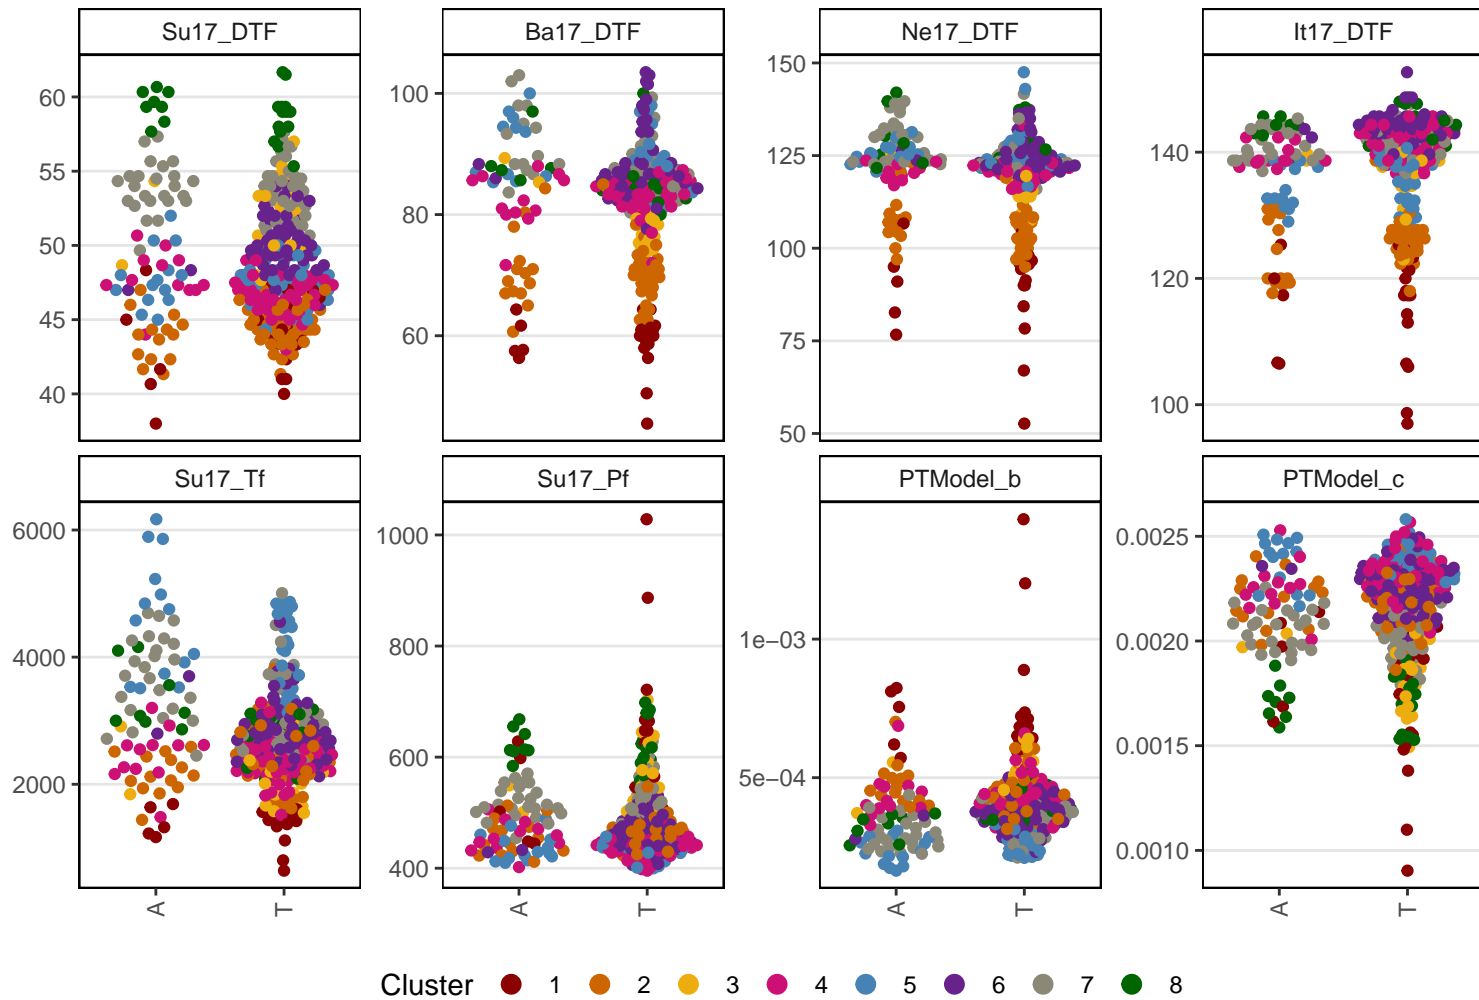 Su17_DTF Ba17_DTF Ne17_DTF It17_DTF
60 55 50 45 40
100 80 60
150 125 100 75 50
140 120 100
Su17_Tf Su17_Pf PTModel_b PTModel_c
6000 4000 2000
1000 800 600 400
1e−03 5e−04
0.0025 0.0020 0.0015 0.0010
A T A T A T A T
Cluster 1 2 3 4 5 6 7 8